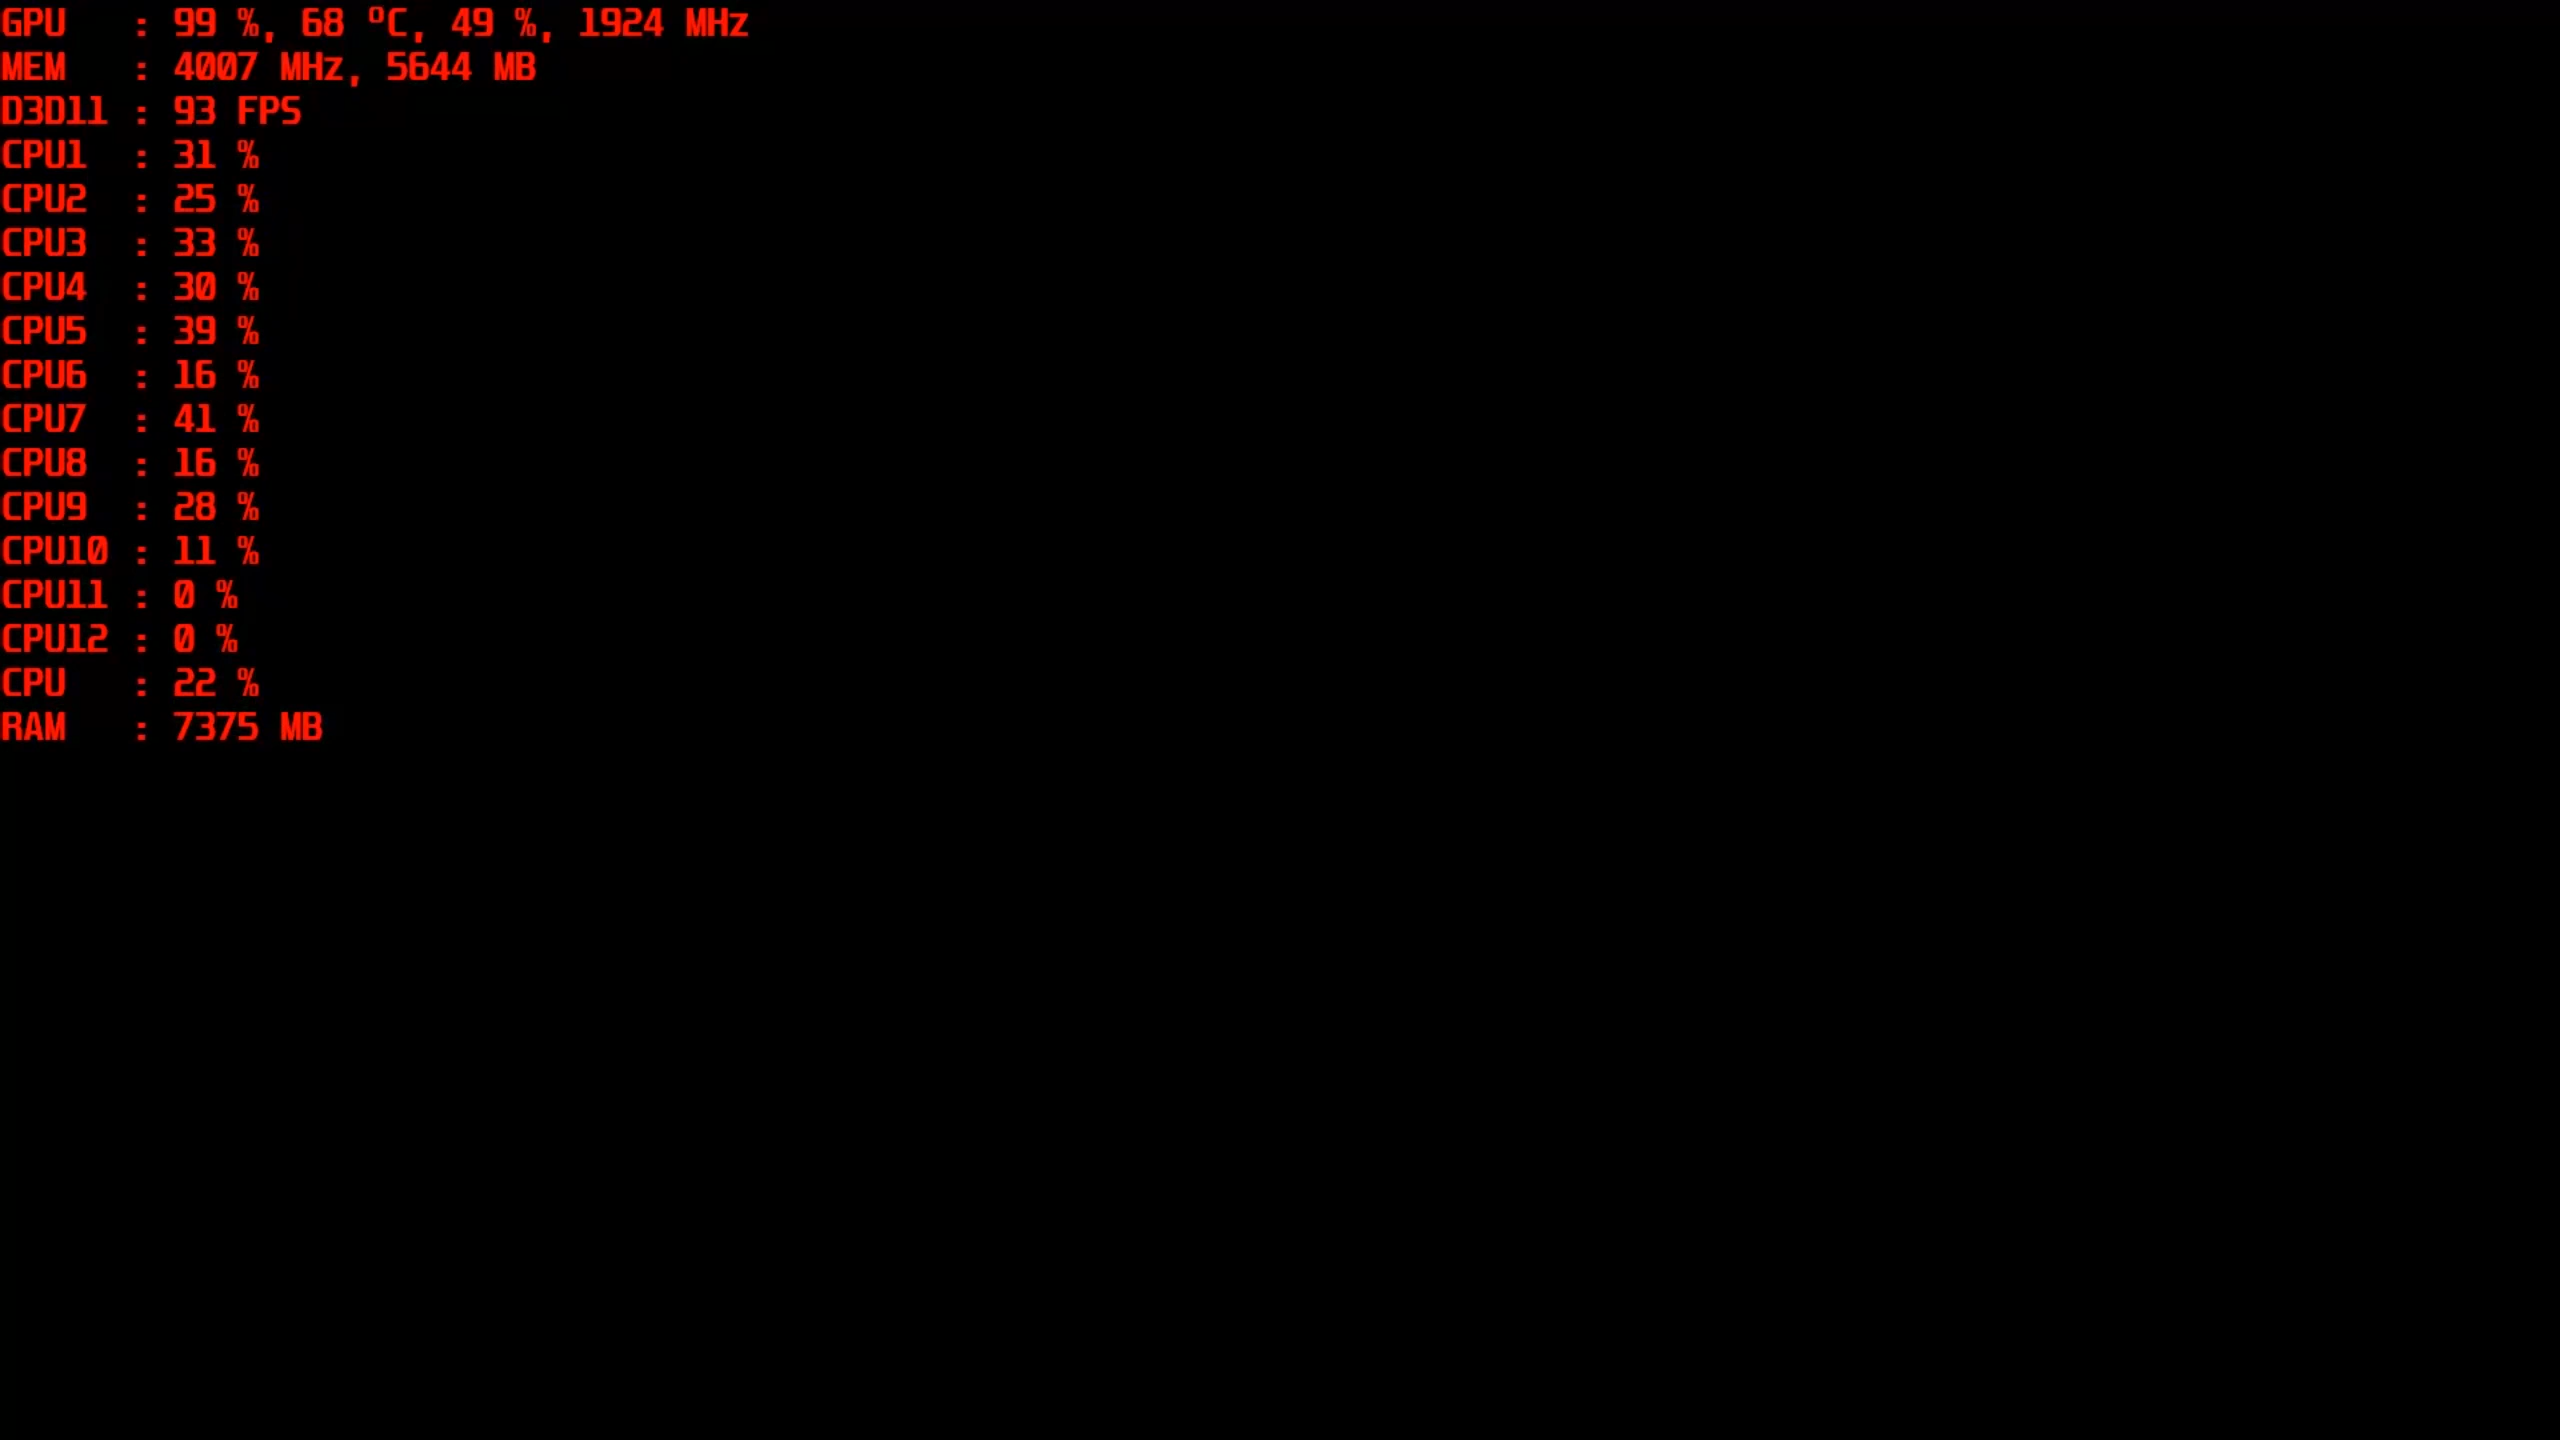 GPU : 99 %, 68 ºC, 49 %, 1924 MHz
MEM : 4007 MHz, 5644 MB
D3D11 : 93 FPS
CPU1 : 31 %
CPU2 : 25 %
CPU3 : 33 %
CPU4 : 30 %
CPU5 : 39 %
CPU6 : 16 %
CPU7 : 41 %
CPU8 : 16 %
CPU9 : 28 %
CPU10 : 11 %
CPU11 : 0 %
CPU12 : 0 %
CPU : 22 %
RAM : 7375 MB